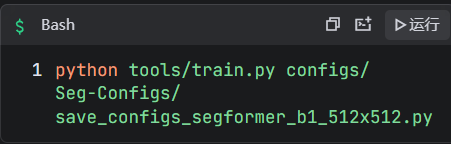 $ Bash 运行
1 python tools/train.py configs/
Seg-Configs/
save_configs_segformer_b1_512x512.py